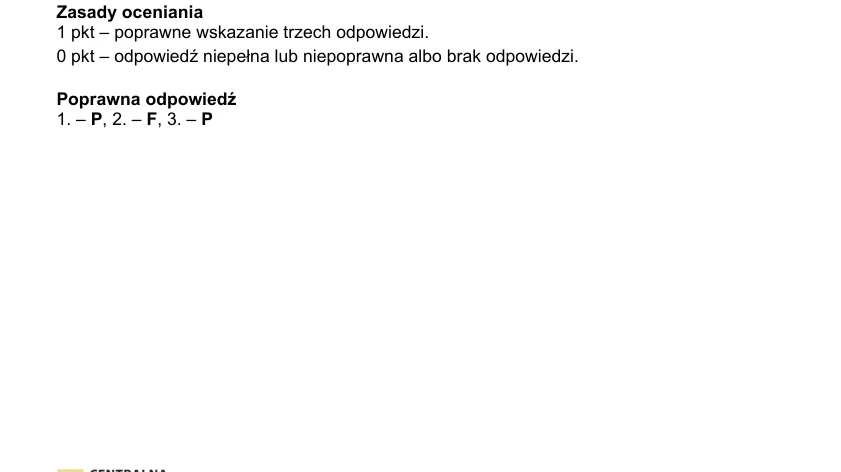 Zasady oceniania
1 pkt – poprawne wskazanie trzech odpowiedzi.
0 pkt – odpowiedź niepełna lub niepoprawna albo brak odpowiedzi.
Poprawna odpowiedź
1. – P, 2. – F, 3. – P
CENTRALNA